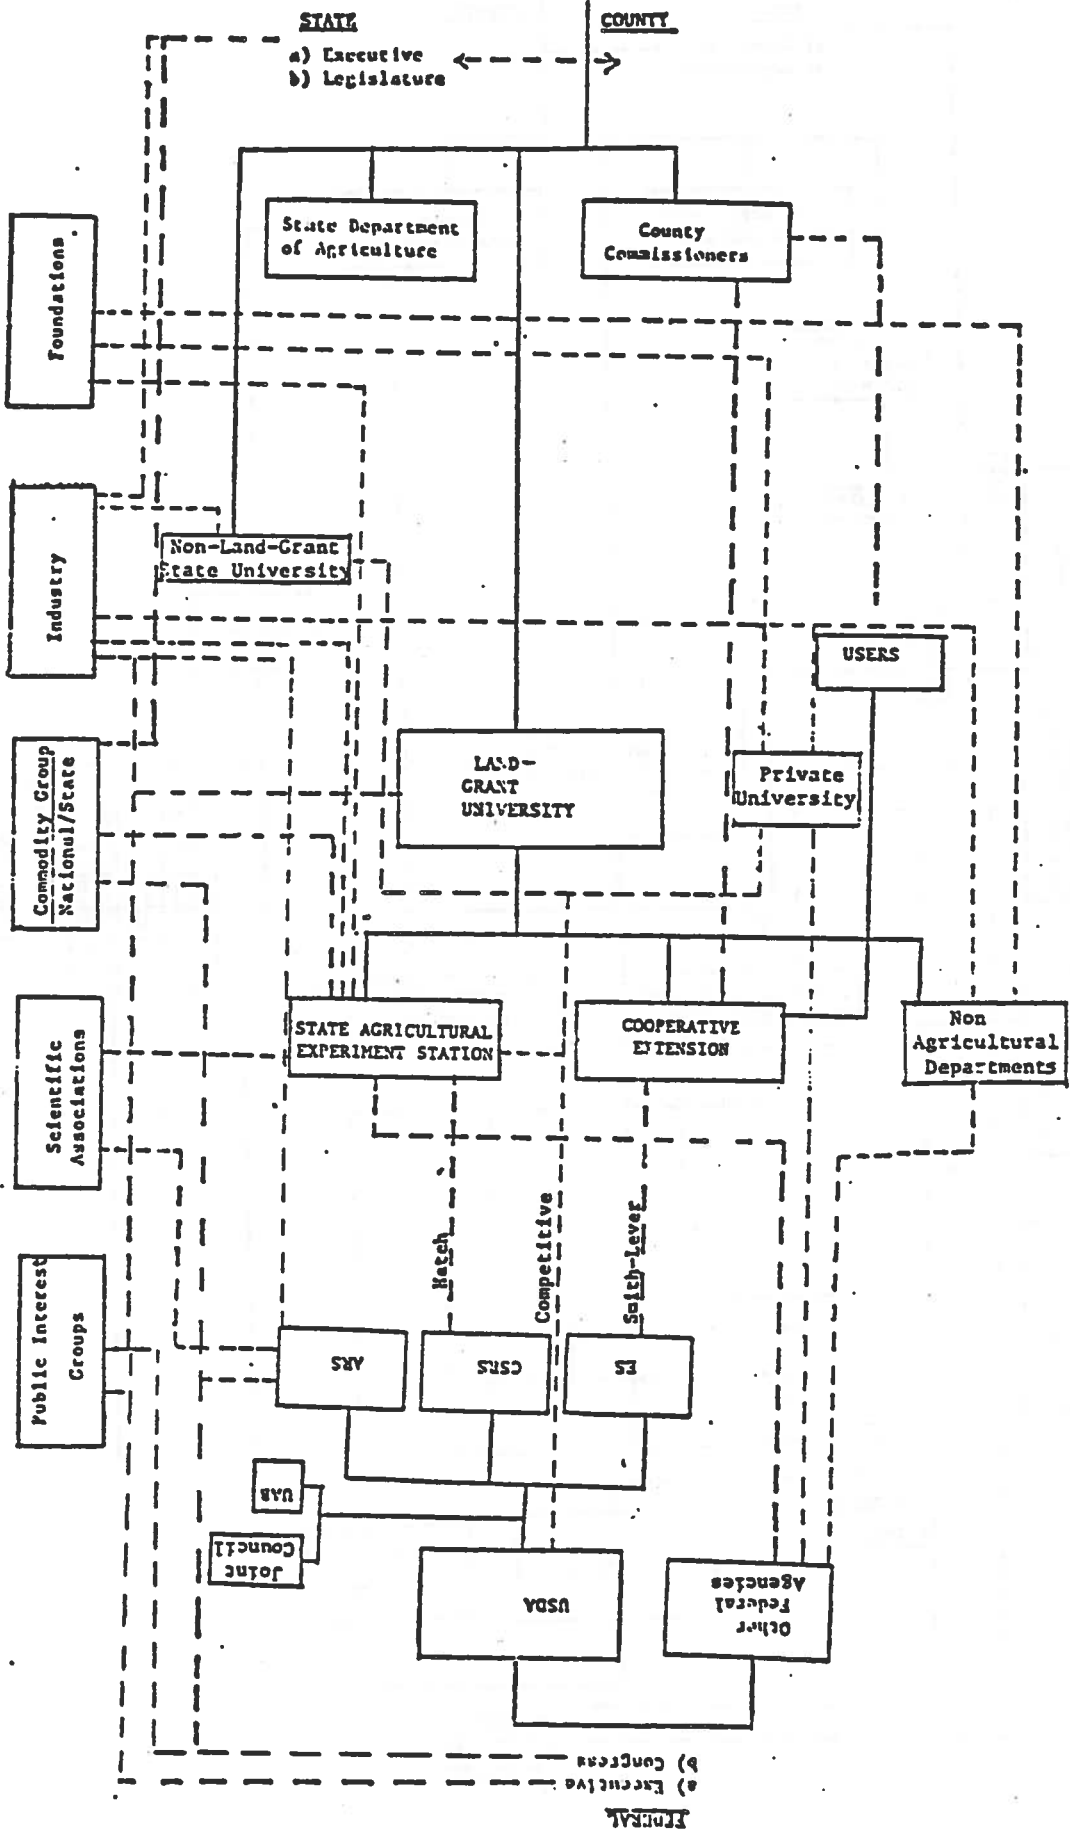 STATE
a) Executive
b) Legislature
COUNTY
State Department
of Agriculture
County
Commissioners
Foundations
Industry
Non-Land-Grant
State University
USERS
LAND-
GRANT
UNIVERSITY
Private
University
Commodity Group
National/State
STATE AGRICULTURAL
EXPERIMENT STATION
COOPERATIVE
EXTENSION
Non
Agricultural
Departments
Scientific
Associations
Hatch
Competitive
Smith-Lever
Public Interest
Groups
ARS
CSRS
ES
UAB
Joint
Council
USDA
Other
Federal
Agencies
FEDERAL
a) Executive
b) Congress